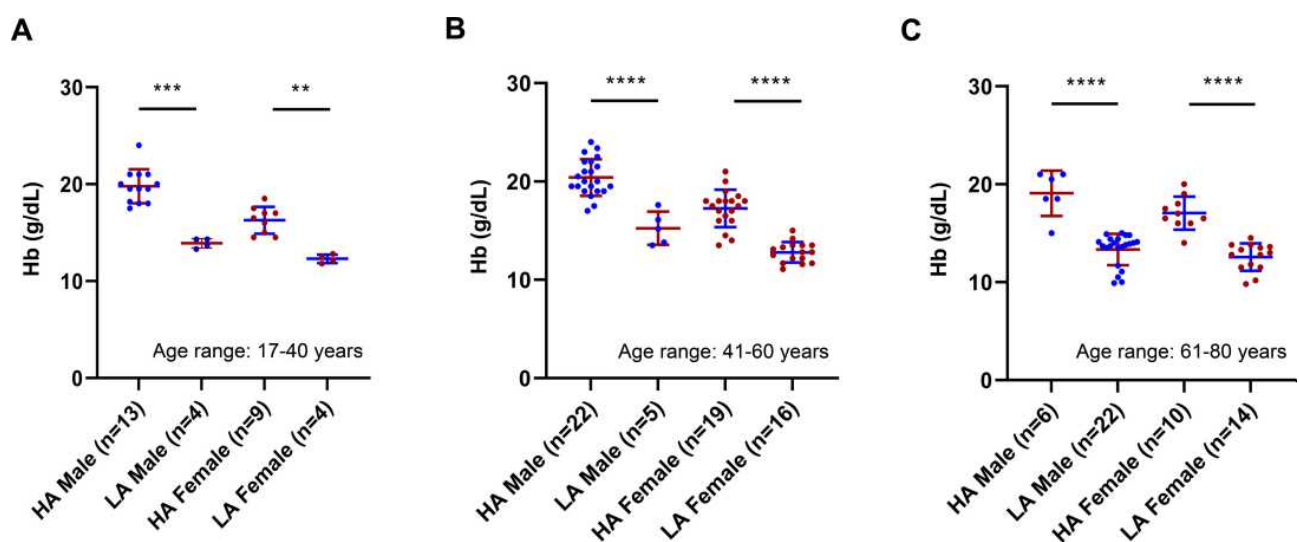 A
***
**
30
20
10
0
Hb (g/dL)
Age range: 17-40 years
HA Male (n=13)
LA Male (n=4)
HA Female (n=9)
LA Female (n=4)
B
****
****
30
20
10
0
Hb (g/dL)
Age range: 41-60 years
HA Male (n=22)
LA Male (n=5)
HA Female (n=19)
LA Female (n=16)
C
****
****
30
20
10
0
Hb (g/dL)
Age range: 61-80 years
HA Male (n=6)
LA Male (n=22)
HA Female (n=10)
LA Female (n=14)